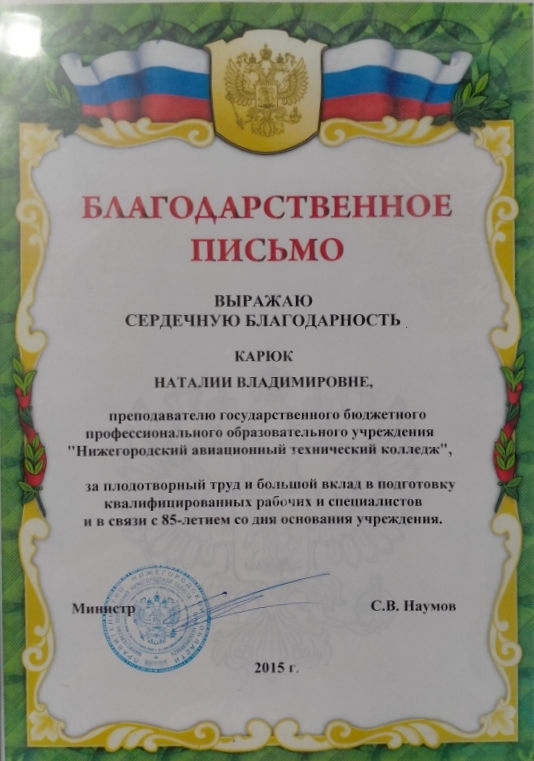 БЛАГОДАРСТВЕННОЕ
ПИСЬМО
ВЫРАЖАЮ
СЕРДЕЧНУЮ БЛАГОДАРНОСТЬ
КАРЮК
НАТАЛИИ ВЛАДИМИРОВНЕ,
преподавателю государственного бюджетного
профессионального образовательного учреждения
"Нижегородский авиационный технический колледж",
за плодотворный труд и большой вклад в подготовку
квалифицированных рабочих и специалистов
и в связи с 85-летием со дня основания учреждения.
Министр
С.В. Наумов
2015 г.